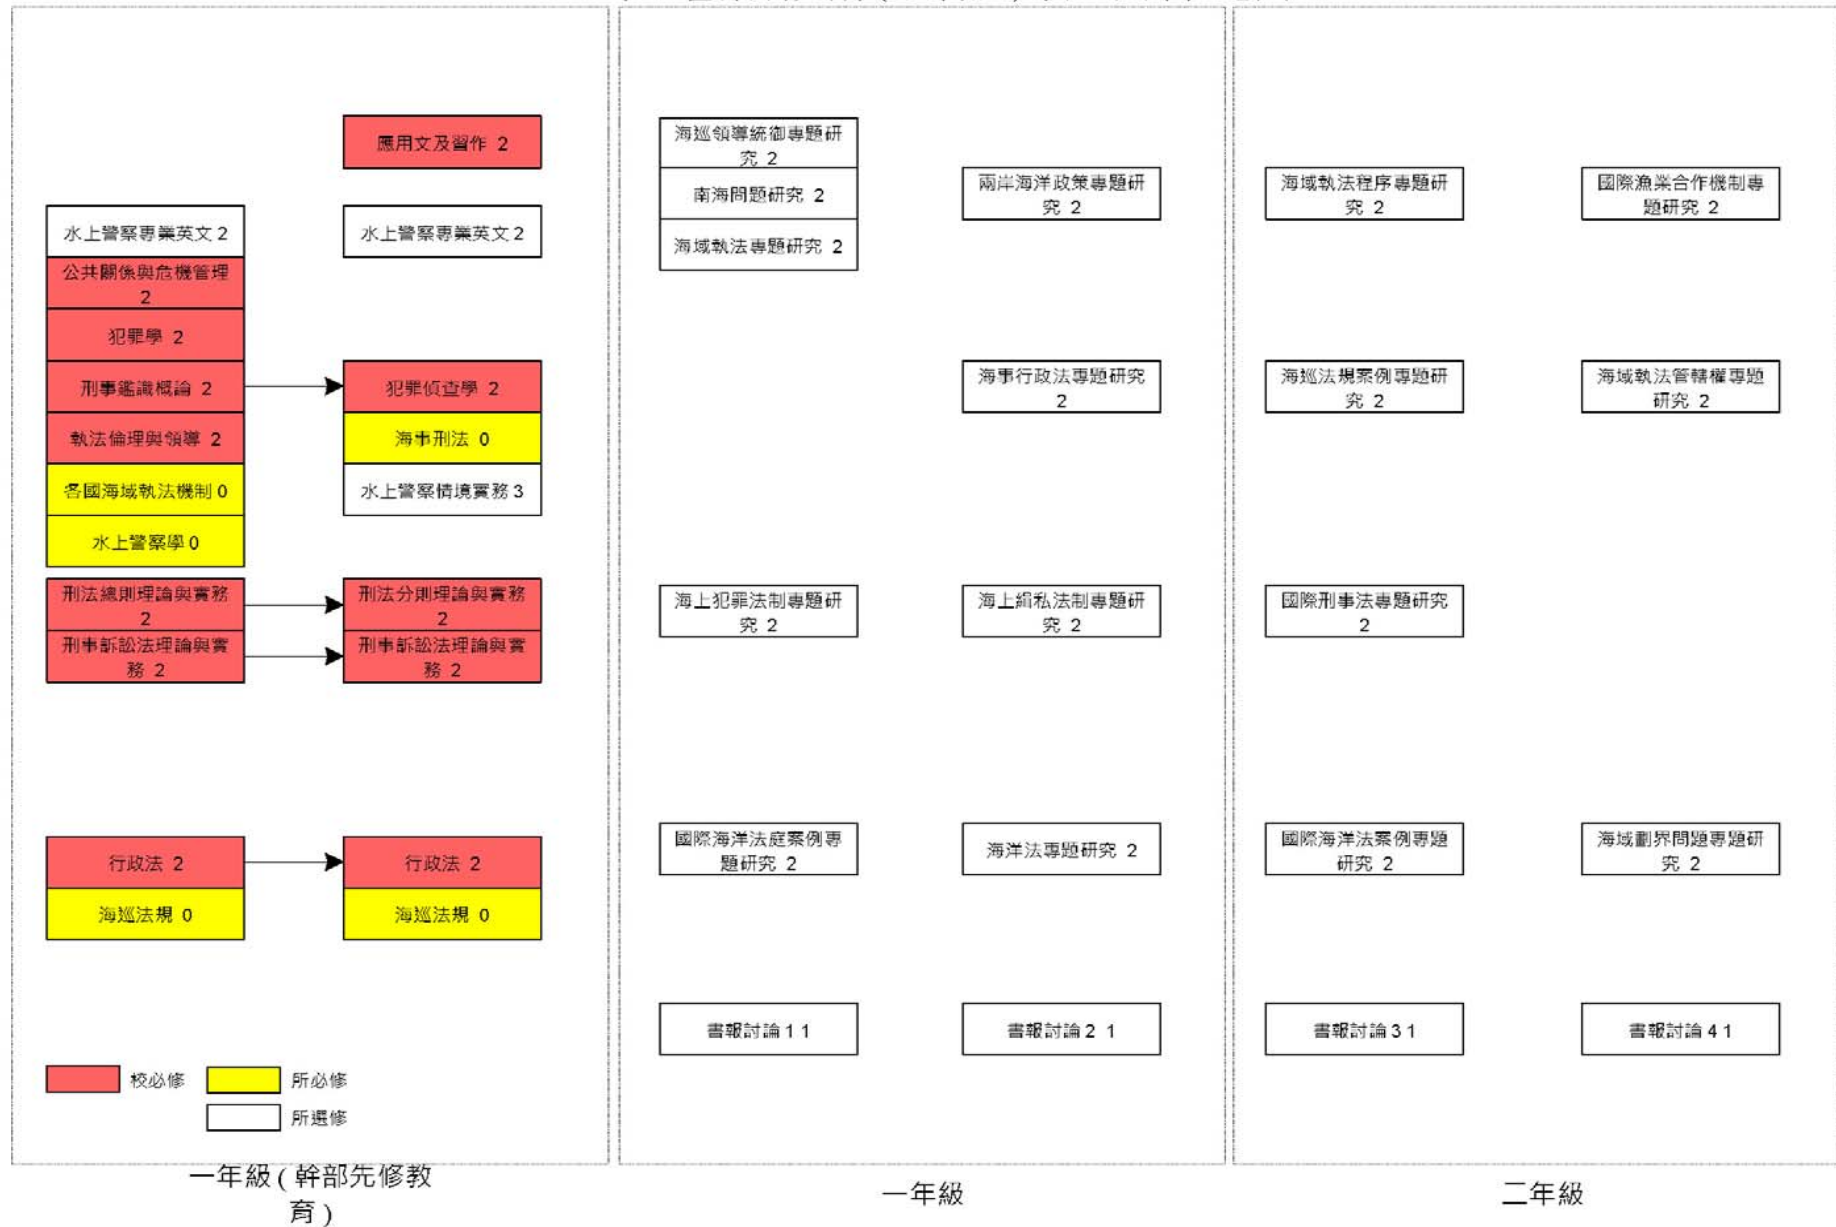 應用文及習作 2
水上警察專業英文 2
公共關係與危機管理
2
犯罪學 2
刑事鑑識概論 2
執法倫理與領導 2
各國海域執法機制 0
水上警察學 0
刑法總則理論與實務
2
刑事訴訟法理論與實
務 2
行政法 2
海巡法規 0
水上警察專業英文 2
犯罪偵查學 2
海事刑法 0
水上警察情境實務 3
刑法分則理論與實務
2
刑事訴訟法理論與實
務 2
行政法 2
海巡法規 0
校必修
所必修
所選修
一年級 ( 幹部先修教
育 )
海巡領導統御專題研
究 2
南海問題研究 2
海域執法專題研究 2
海上犯罪法制專題研
究 2
國際海洋法庭案例專
題研究 2
書報討論 1 1
兩岸海洋政策專題研
究 2
海事行政法專題研究
2
海上緝私法制專題研
究 2
海洋法專題研究 2
書報討論 2 1
一年級
海域執法程序專題研
究 2
海巡法規案例專題研
究 2
國際刑事法專題研究
2
國際海洋法案例專題
研究 2
書報討論 3 1
國際漁業合作機制專
題研究 2
海域執法管轄權專題
研究 2
海域劃界問題專題研
究 2
書報討論 4 1
二年級